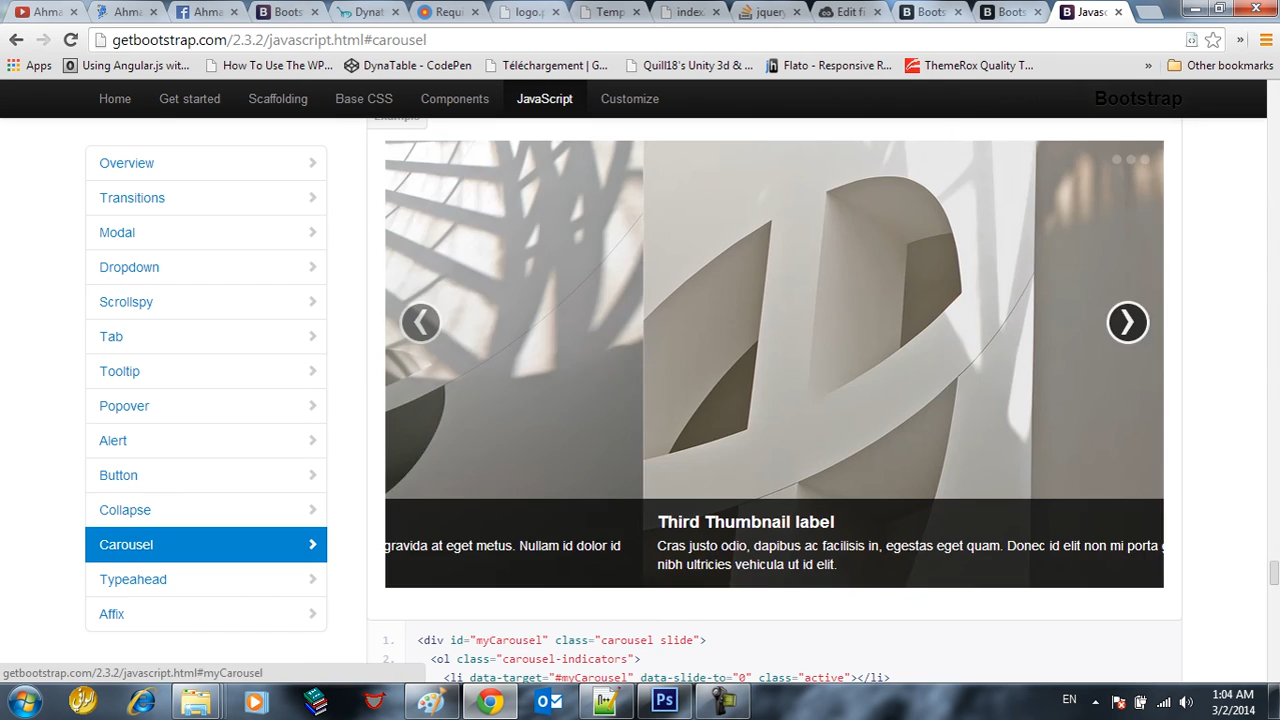 Ahma
Ahma
Ahma
Boots
Dynat
Requi
logo.p
Temp
index.
jquery
Edit fi
Boots
Boots
Javasc
getbootstrap.com/2.3.2/javascript.html#carousel
Apps
Using Angular.js wit...
How To Use The WP...
DynaTable - CodePen
Téléchargement | G...
Quill18's Unity 3d & ...
Flato - Responsive R...
ThemeRox Quality T...
»
Other bookmarks
Home
Get started
Scaffolding
Base CSS
Components
JavaScript
Customize
Bootstrap
Example
Overview
Transitions
Modal
Dropdown
Scrollspy
Tab
Tooltip
Popover
Alert
Button
Collapse
Carousel
Typeahead
Affix
gravida at eget metus. Nullam id dolor id
Third Thumbnail label
Cras justo odio, dapibus ac facilisis in, egestas eget quam. Donec id elit non mi porta g
nibh ultricies vehicula ut id elit.
1. <div id="myCarousel" class="carousel slide">
2. <ol class="carousel-indicators">
<li data-target="#myCarousel" data-slide-to="0" class="active"></li>
getbootstrap.com/2.3.2/javascript.html#myCarousel
EN
1:04 AM
3/2/2014